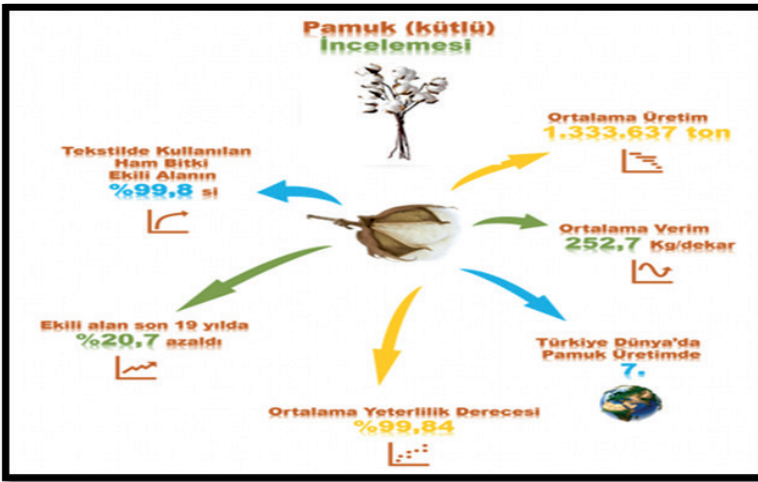 Pamuk (kütlü)
İncelemesi
Ortalama Üretim
1.333.637 ton
Tekstilde Kullanılan
Ham Bitki
Ekili Alanın
%99,8 si
Ortalama Verim
252,7 Kg/dekar
Ekili alan son 19 yılda
%20,7 azaldı
Türkiye Dünya'da
Pamuk Üretimde
7.
Ortalama Yeterlilik Derecesi
%99,84